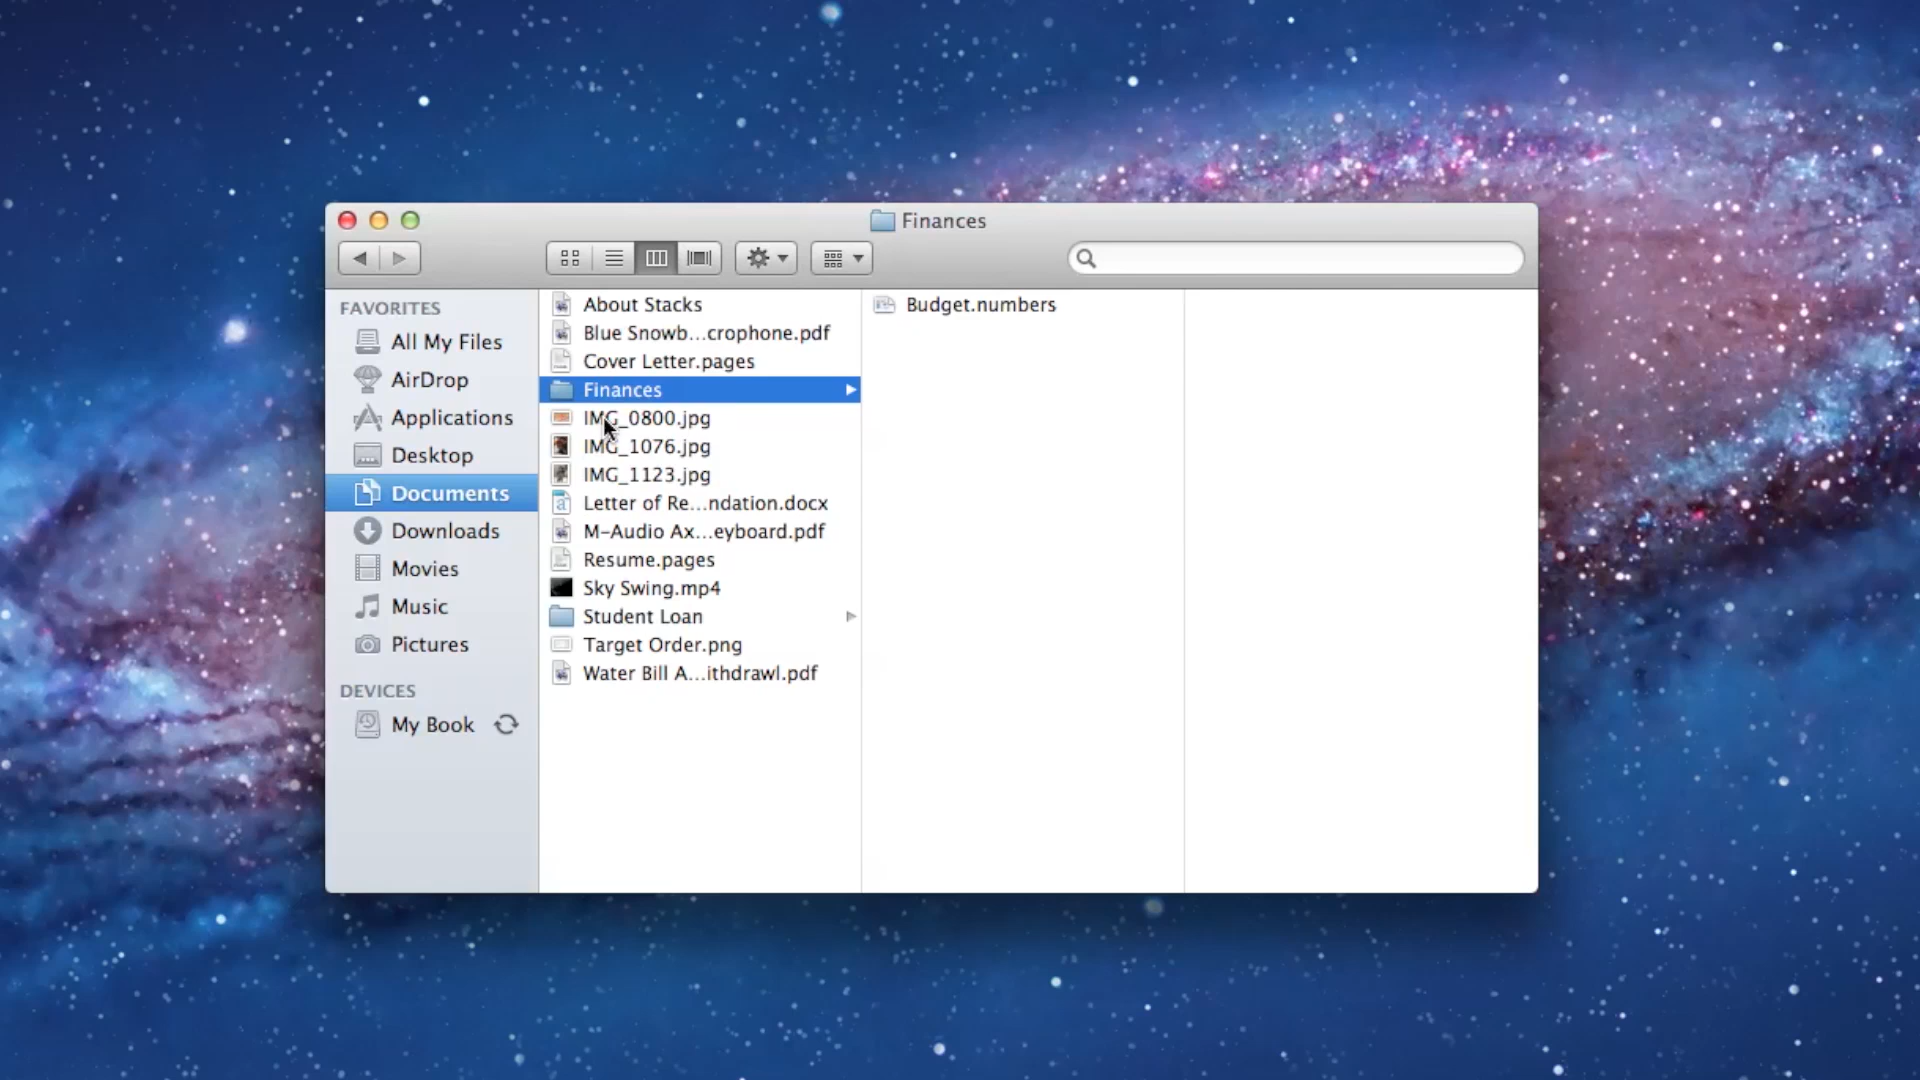 Finances
FAVORITES
All My Files
AirDrop
Applications
Desktop
Documents
Downloads
Movies
Music
Pictures
DEVICES
My Book
About Stacks
Blue Snowb...crophone.pdf
Cover Letter.pages
Finances
IMG_0800.jpg
IMG_1076.jpg
IMG_1123.jpg
Letter of Re...ndation.docx
M-Audio Ax...eyboard.pdf
Resume.pages
Sky Swing.mp4
Student Loan
Target Order.png
Water Bill A...ithdrawl.pdf
Budget.numbers